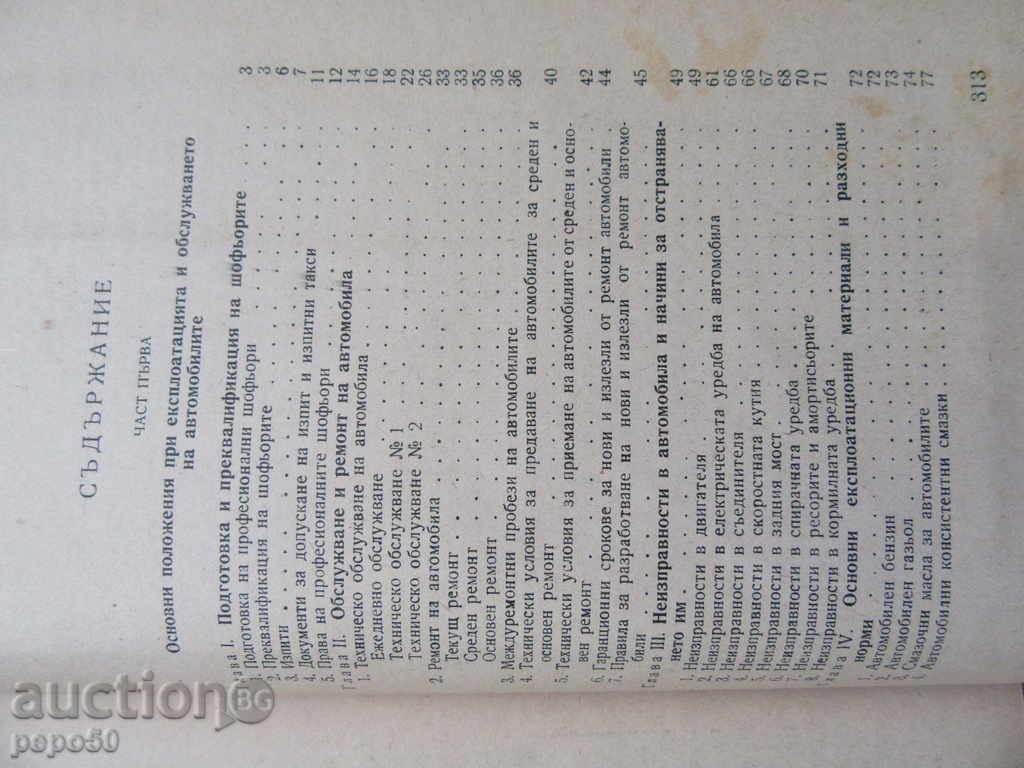 СЪДЪРЖАНИЕ
ЧАСТ ПЪРВА
Основни положения при експлоатацията и обслужването
на автомобилите
Глава I. Подготовка и преквалификация на шофьорите . 3
1. Подготовка на професионални шофьори . . . 3
2. Преквалификация на шофьорите . . . 6
3. Изпити . . . 7
4. Документи за допускане на изпит и изпитни такси . . . 11
5. Права на професионалните шофьори . . . 12
Глава II. Обслужване и ремонт на автомобила . . . 14
1. Техническо обслужване на автомобила . . . 16
Ежедневно обслужване . . . 18
Техническо обслужване № 1 . . . 22
Техническо обслужване № 2 . . . 26
2. Ремонт на автомобила . . . 33
Текущ ремонт . . . 33
Среден ремонт . . . 35
Основен ремонт . . . 36
3. Междуремонтни пробези на автомобилите . . . 36
4. Технически условия за предаване на автомобилите за среден и
основен ремонт . . . 40
5. Технически условия за приемане на автомобилите от среден и осно-
вен ремонт . . . 42
6. Гаранционни срокове за нови и излезли от ремонт автомобили . 44
7. Правила за разработване на нови и излезли от ремонт автомо-
били . . . 45
Глава III. Неизправности в автомобила и начини за отстранява-
нето им . . . 49
1. Неизправности в двигателя . . . 49
2. Неизправности в електрическата уредба на автомобила . . . 61
3. Неизправности в съединителя . . . 66
4. Неизправности в скоростната кутия . . . 66
5. Неизправности в задния мост . . . 67
6. Неизправности в спирачната уредба . . . 68
7. Неизправности в ресорите и амортисьорите . . . 70
8. Неизправности в кормилната уредба . . . 71
Глава IV. Основни експлоатационни материали и разходни
норми . . . 72
1. Автомобилен бензин . . . 72
2. Автомобилен газьол . . . 73
3. Смазочни масла за автомобилите . . . 74
4. Автомобилни консистентни смазки . . . 77
313
auction BG
pepo50